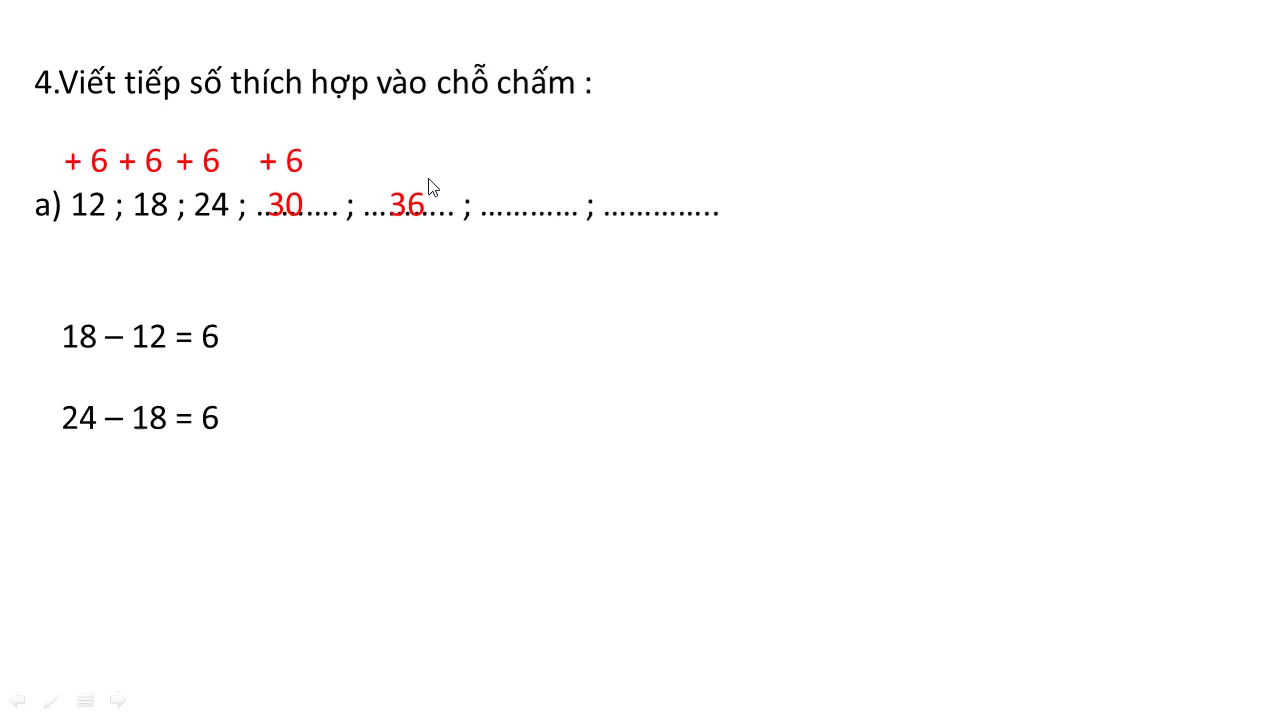 4.Viết tiếp số thích hợp vào chỗ chấm :
+ 6 + 6 + 6 + 6
a) 12 ; 18 ; 24 ; ...30.... ; ...36.... ; ………… ; …………..
18 – 12 = 6
24 – 18 = 6